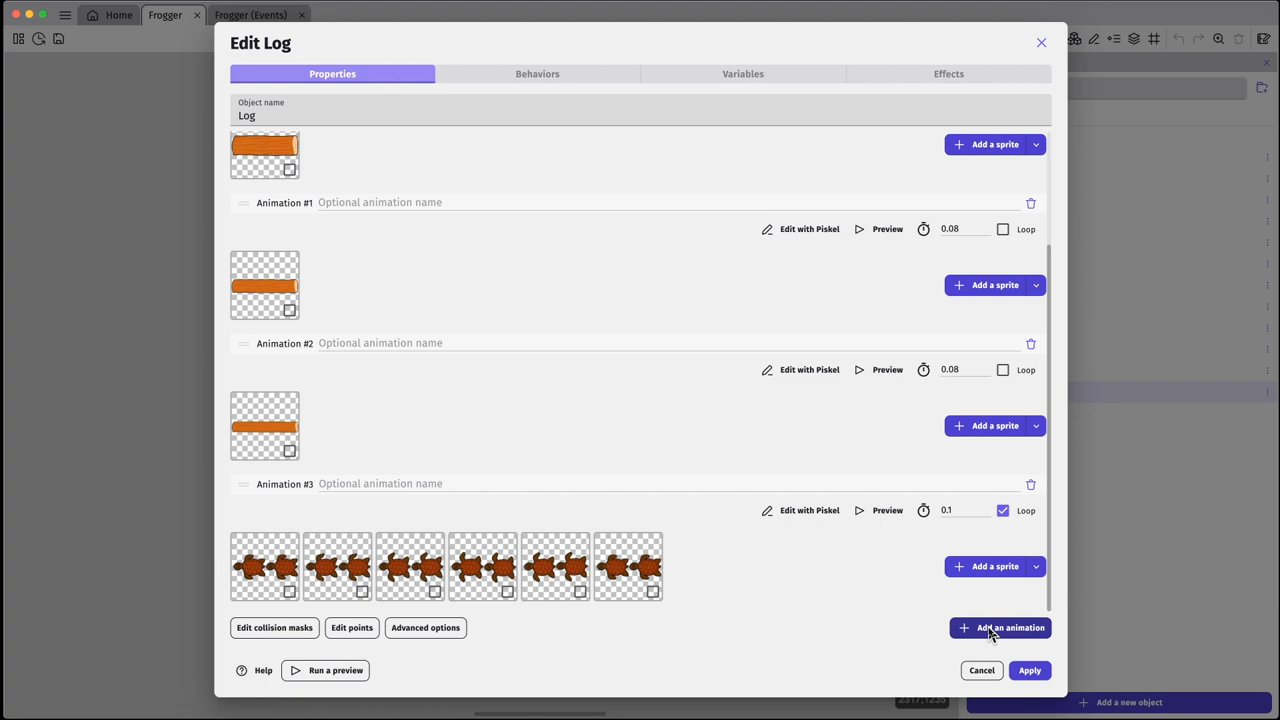 Home
Frogger
Frogger (Events)
Edit Log
Properties
Behaviors
Variables
Effects
Object name
Log
Add a sprite
Animation #1 Optional animation name
Edit with Piskel Preview 0.08 Loop
Add a sprite
Animation #2 Optional animation name
Edit with Piskel Preview 0.08 Loop
Add a sprite
Animation #3 Optional animation name
Edit with Piskel Preview 0.1 Loop
Add a sprite
Edit collision masks Edit points Advanced options Add an animation
Help Run a preview Cancel Apply
Add a new object